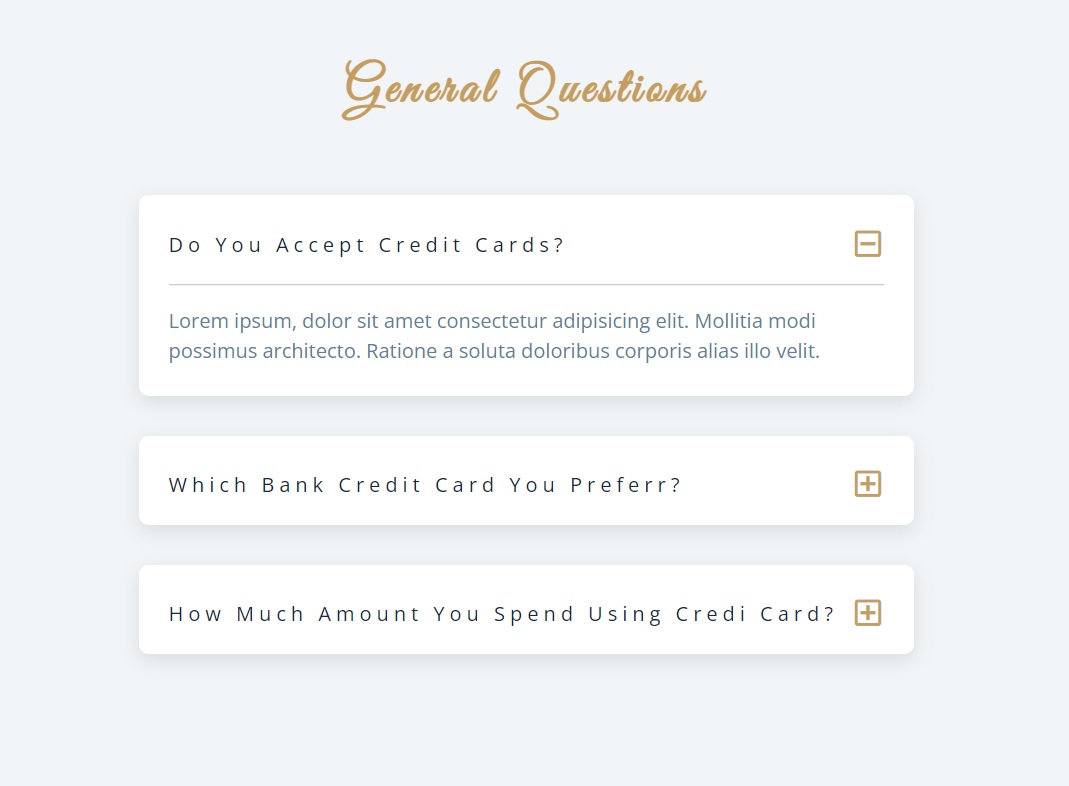 General Questions
Do You Accept Credit Cards?
Lorem ipsum, dolor sit amet consectetur adipisicing elit. Mollitia modi
possimus architecto. Ratione a soluta doloribus corporis alias illo velit.
Which Bank Credit Card You Preferr?
How Much Amount You Spend Using Credi Card?